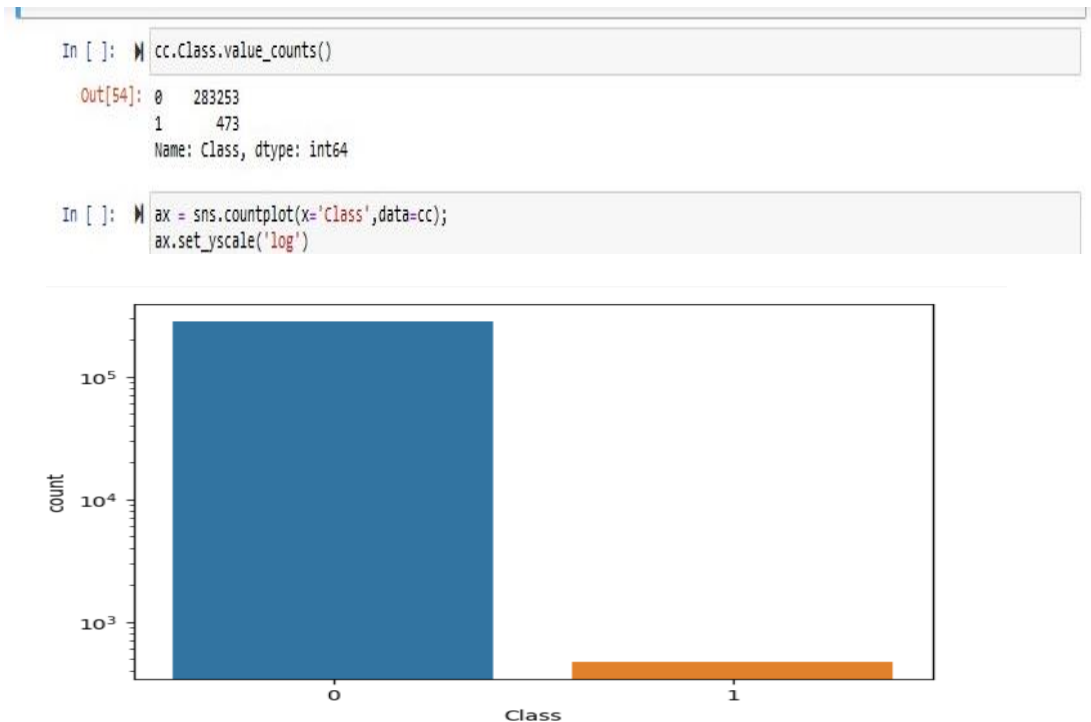 In [ ]: cc.Class.value_counts()
Out[54]: 0    283253
1       473
Name: Class, dtype: int64
In [ ]: ax = sns.countplot(x='Class',data=cc);
ax.set_yscale('log')
10⁵
10⁴
10³
count
0 1
Class